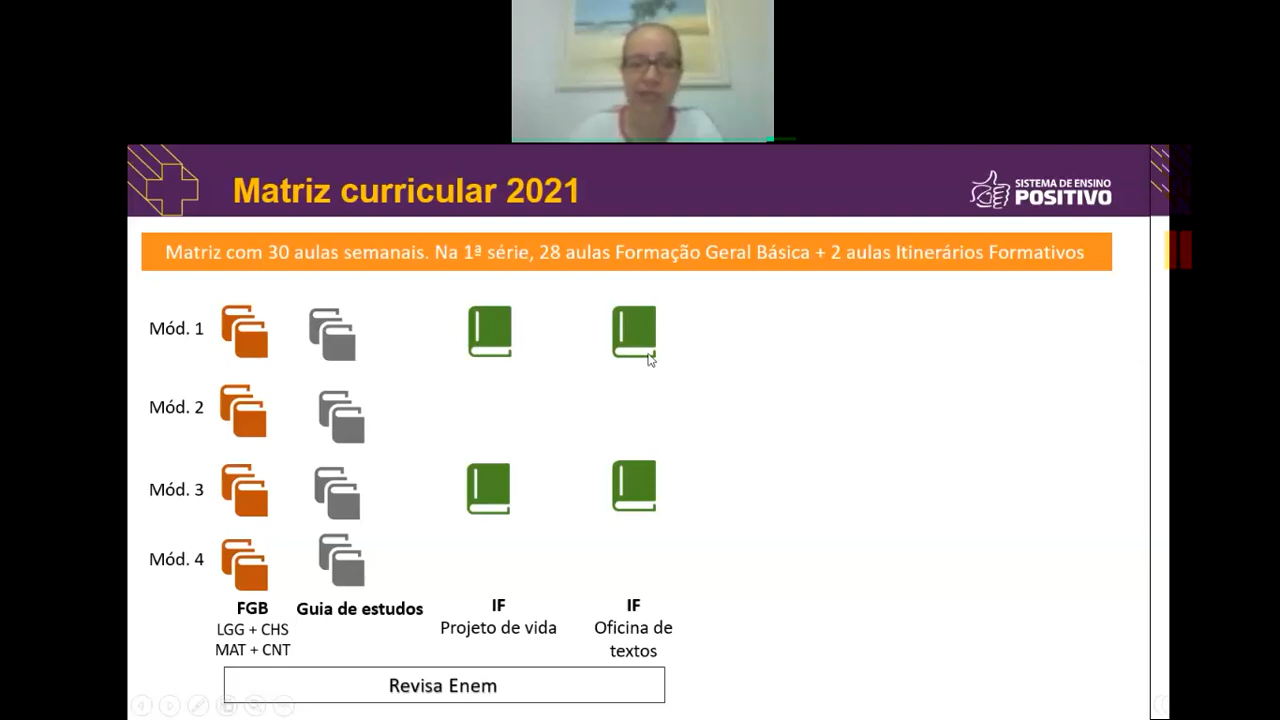 Matriz curricular 2021
SISTEMA DE ENSINO
POSITIVO
Matriz com 30 aulas semanais. Na 1ª série, 28 aulas Formação Geral Básica + 2 aulas Itinerários Formativos
Mód. 1
Mód. 2
Mód. 3
Mód. 4
FGB
LGG + CHS
MAT + CNT
Guia de estudos
IF
Projeto de vida
IF
Oficina de
textos
Revisa Enem